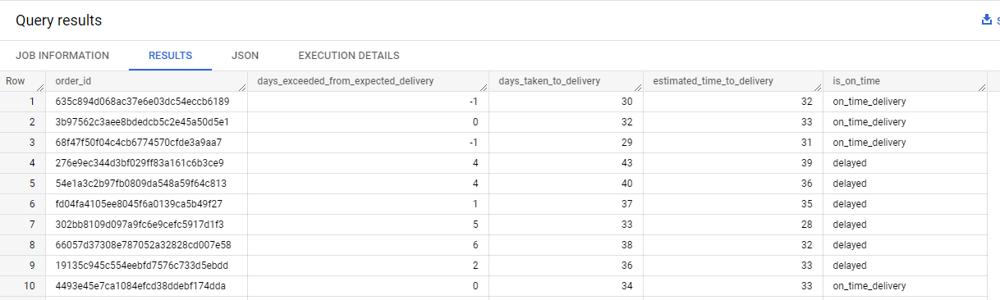 Query results
JOB INFORMATION RESULTS JSON EXECUTION DETAILS
Row order_id days_exceeded_from_expected_delivery days_taken_to_delivery estimated_time_to_delivery is_on_time
1 635c894d068ac37e6e03dc54eccb6189 -1 30 32 on_time_delivery
2 3b97562c3aee8bdedcb5c2e45a50d5e1 0 32 33 on_time_delivery
3 68f47f50f04c4cb6774570cfde3a9aa7 -1 29 31 on_time_delivery
4 276e9ec344d3bf029ff83a161c6b3ce9 4 43 39 delayed
5 54e1a3c2b97fb0809da548a59f64c813 4 40 36 delayed
6 fd04fa4105ee8045f6a0139ca5b49f27 1 37 35 delayed
7 302bb8109d097a9fc6e9cefc5917d1f3 5 33 28 delayed
8 66057d37308e787052a32828cd007e58 6 38 32 delayed
9 19135c945c554eebfd7576c733d5ebdd 2 36 33 delayed
10 4493e45e7ca1084efcd38ddebf174dda 0 34 33 on_time_delivery